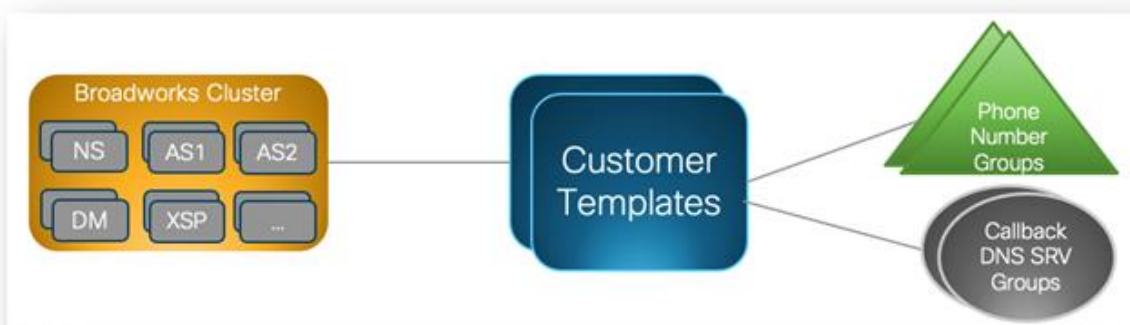 Broadworks Cluster
NS
AS1
AS2
DM
XSP
...
Customer
Templates
Phone
Number
Groups
Callback
DNS SRV
Groups